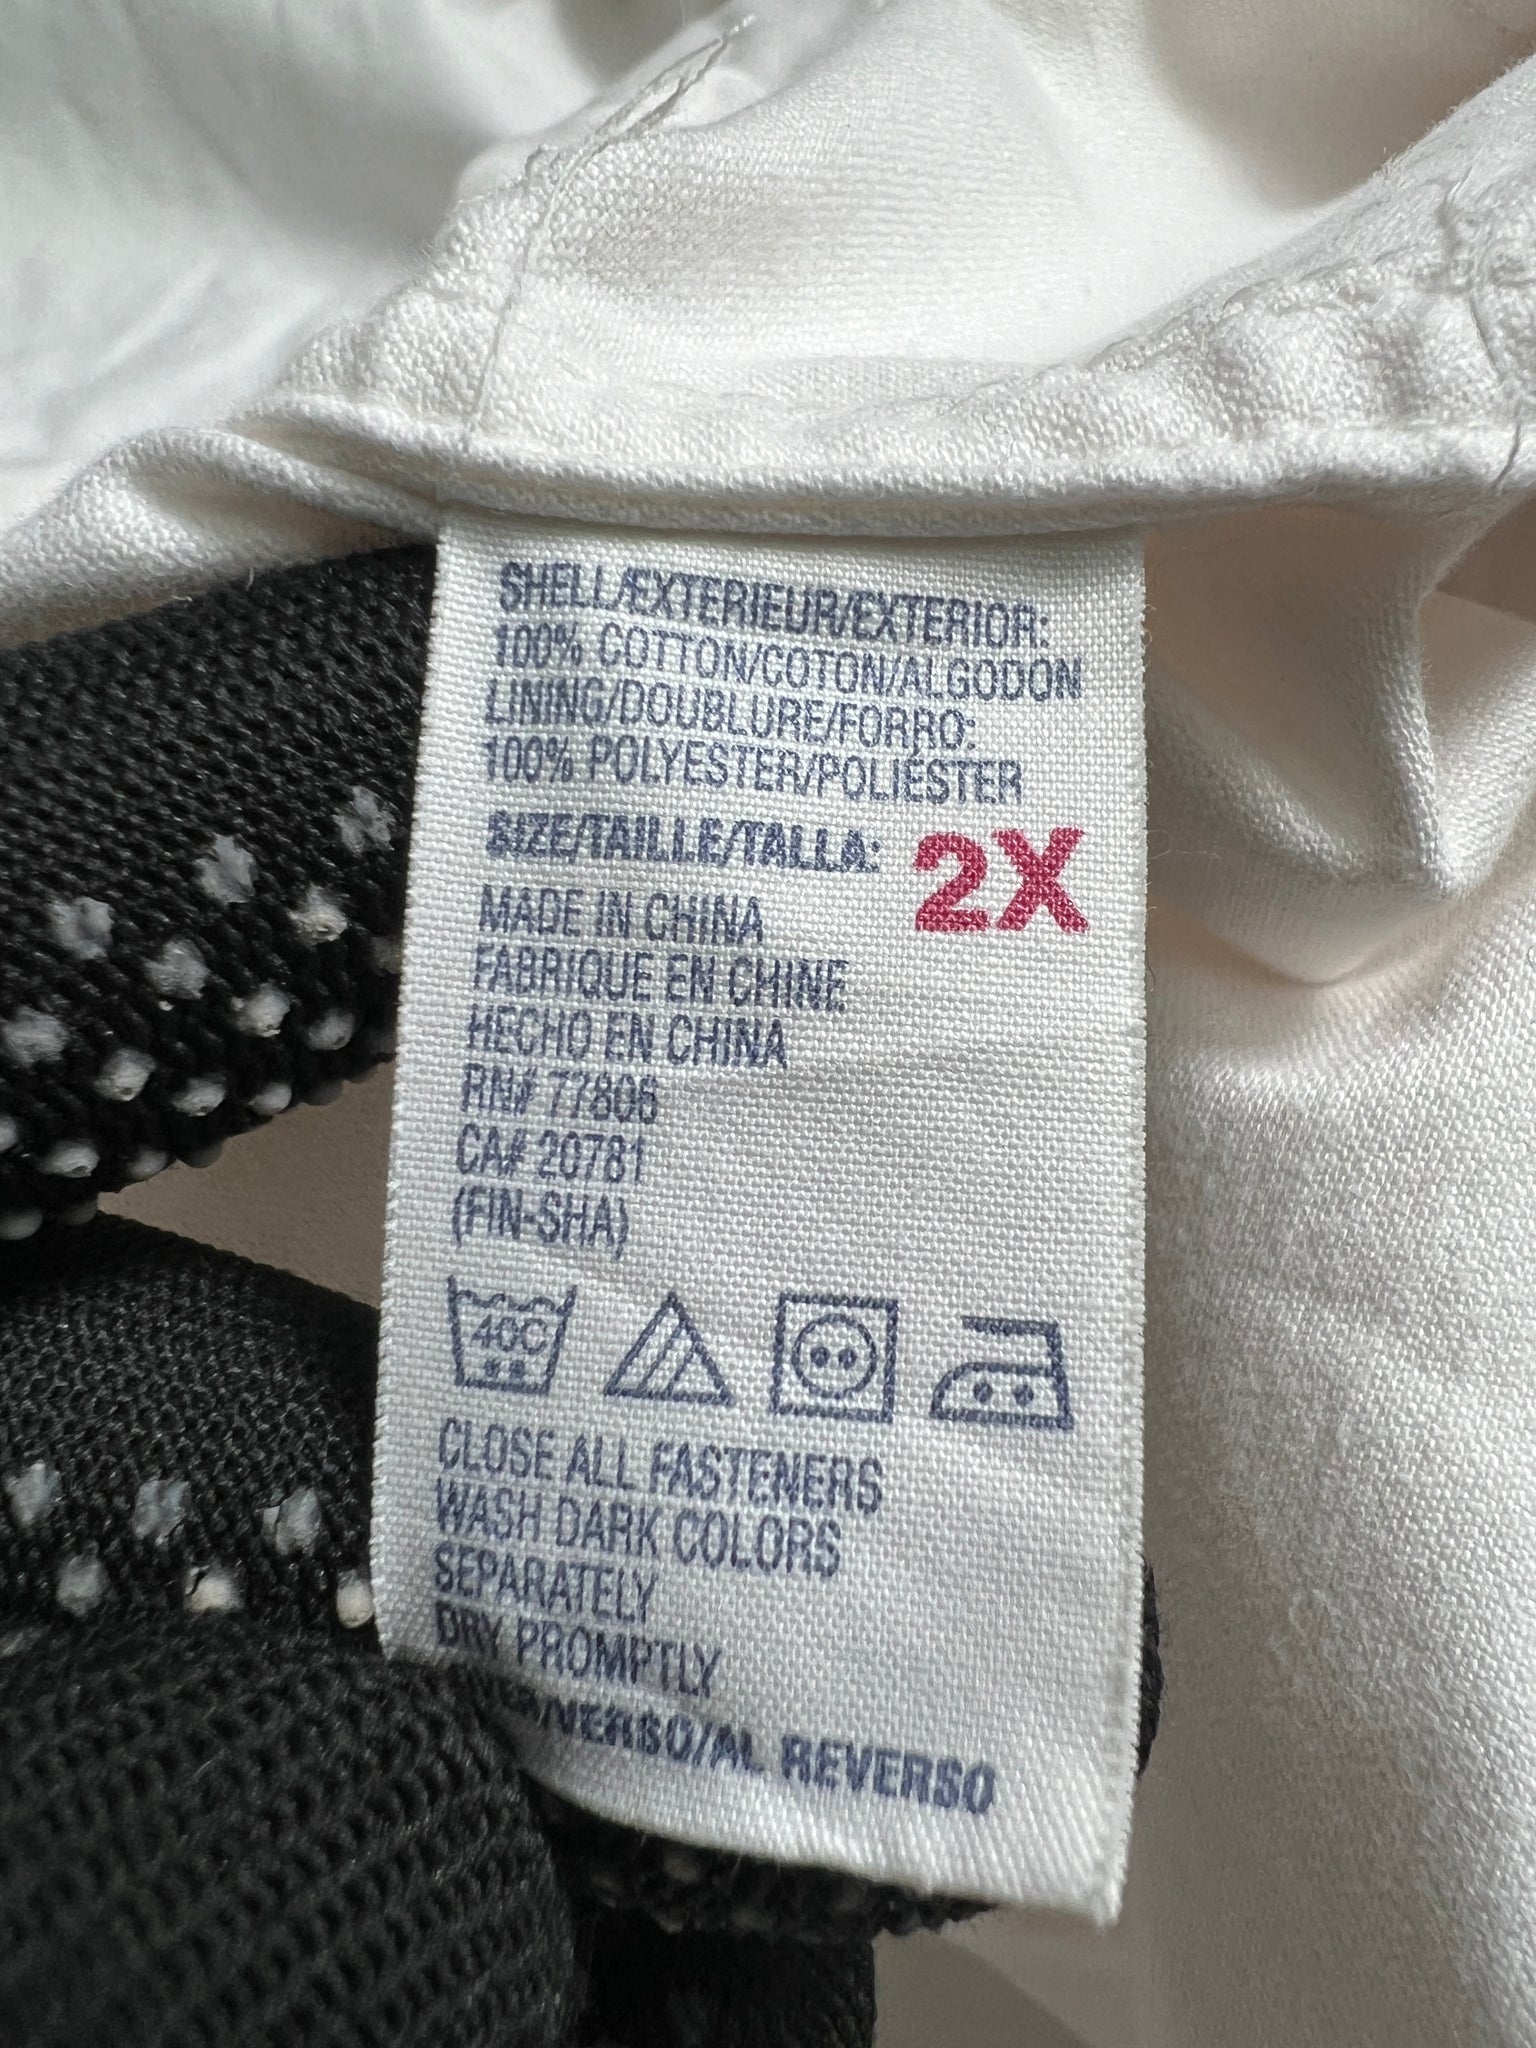 SHELL/EXTERIEUR/EXTERIOR:
100% COTTON/COTON/ALGODON
LINING/DOUBLURE/FORRO:
100% POLYESTER/POLIÉSTER
SIZE/TAILLE/TALLA: 2X
MADE IN CHINA
FABRIQUE EN CHINE
HECHO EN CHINA
RN# 77806
CA# 20781
(FIN-SHA)
40C
CLOSE ALL FASTENERS
WASH DARK COLORS
SEPARATELY
DRY PROMPTLY
REVERSO